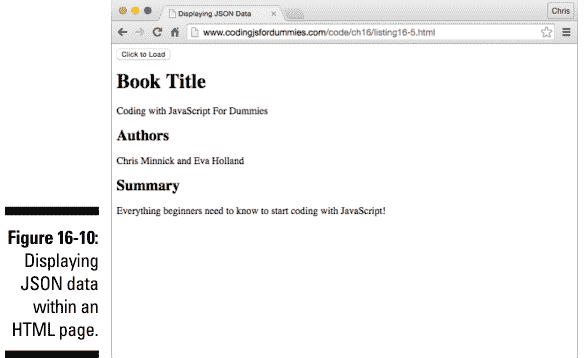 Displaying JSON Data
Chris
www.codingjsfordummies.com/code/ch16/listing16-5.html
Click to Load
Book Title
Coding with JavaScript For Dummies
Authors
Chris Minnick and Eva Holland
Summary
Everything beginners need to know to start coding with JavaScript!
Figure 16-10:
Displaying
JSON data
within an
HTML page.